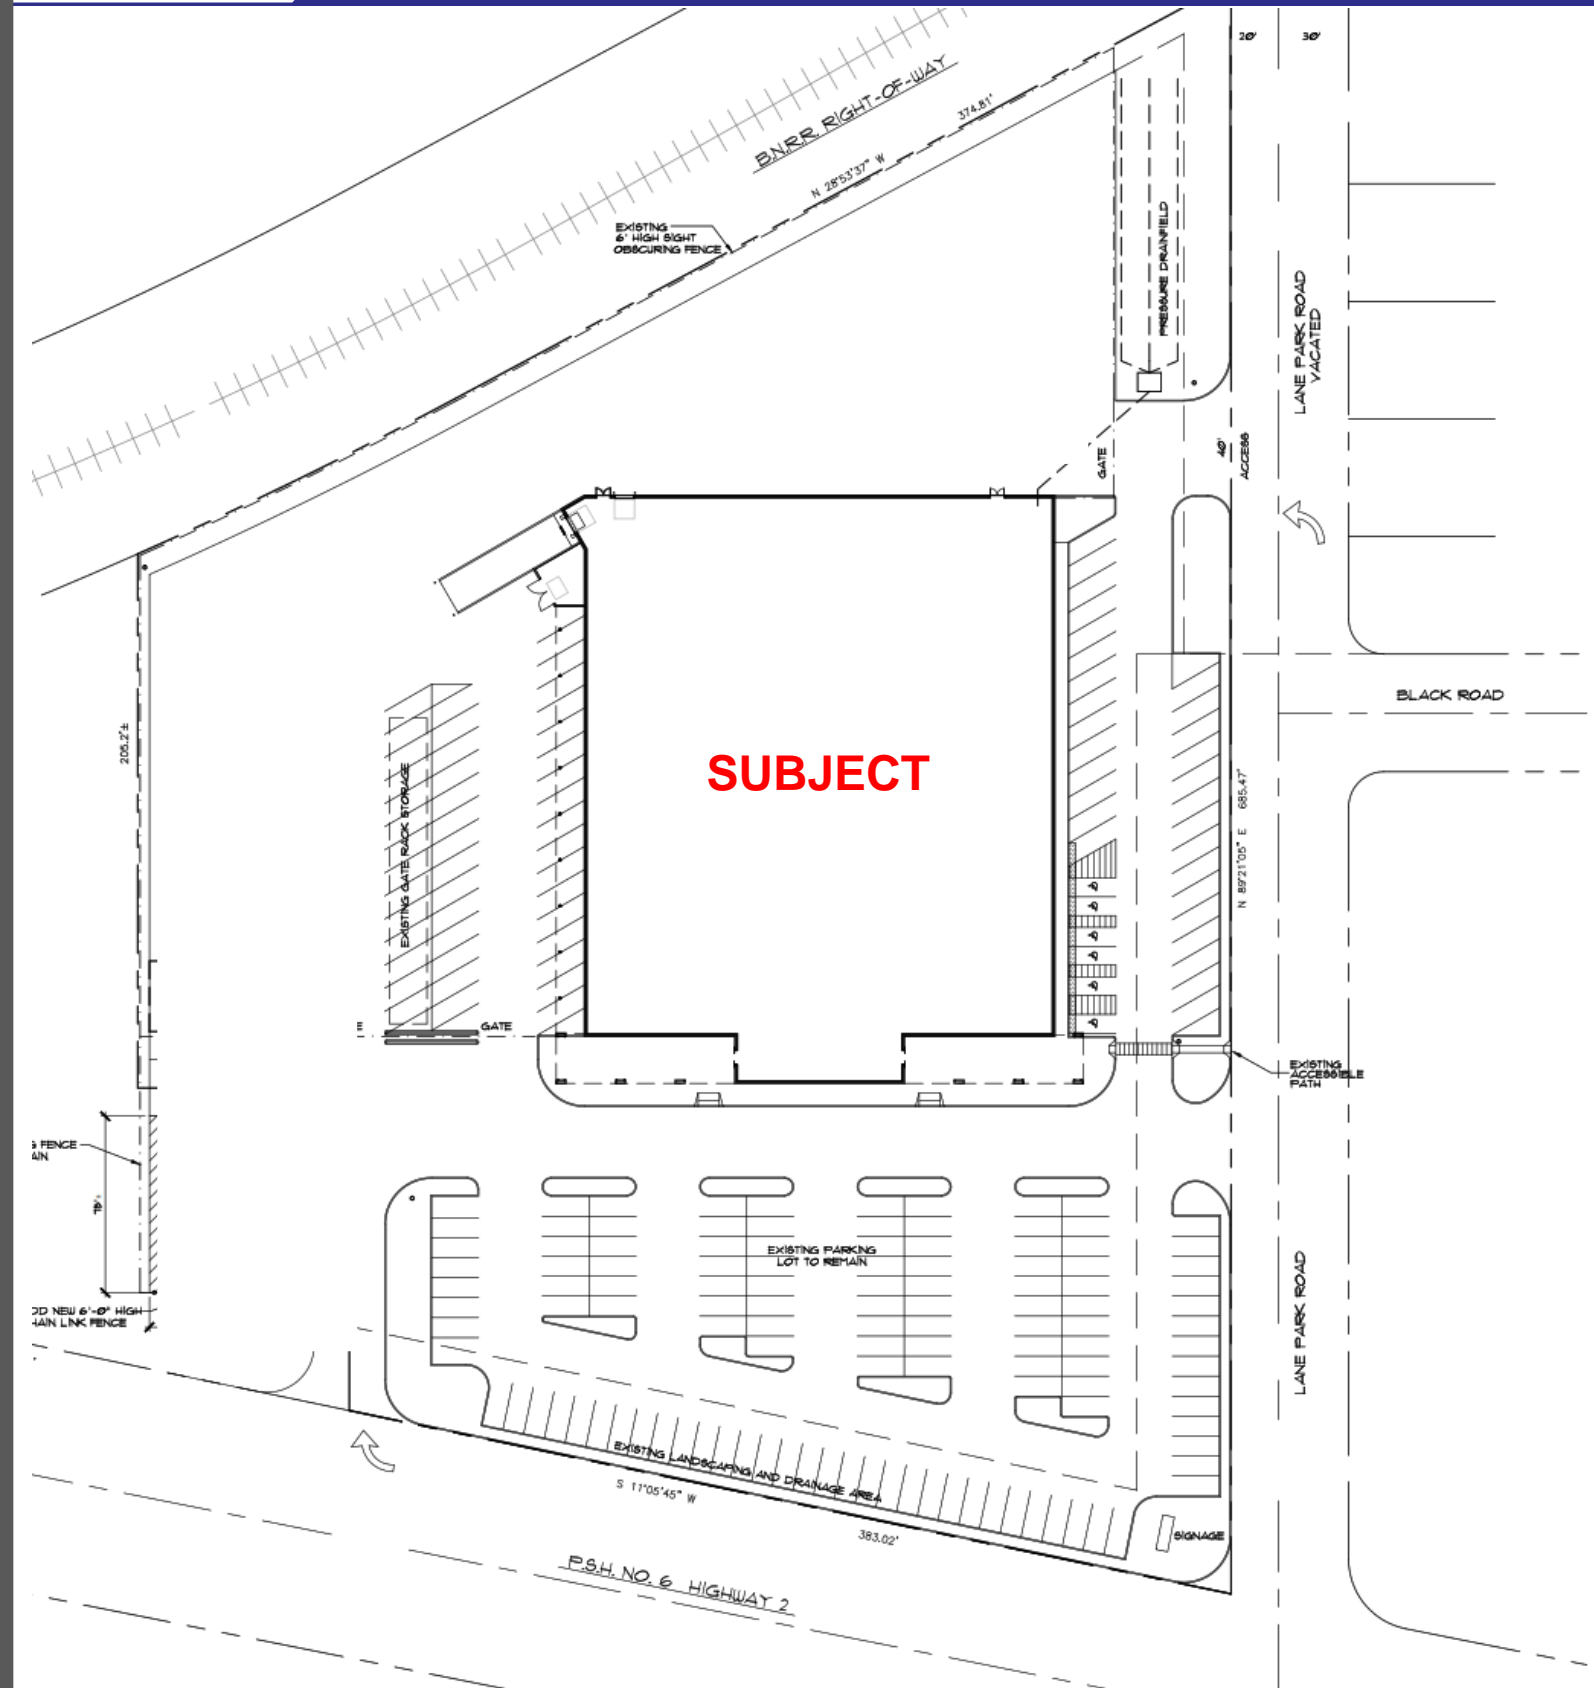 20'
30'
B.N.R.R. RIGHT-OF-WAY
374.81'
N 28°53'37" W
EXISTING
6' HIGH SIGHT
OBSCURING FENCE
PRESSURE DRAINFIELD
LANE PARK ROAD
VACATED
GATE
40'
ACCESS
BLACK ROAD
205.2'±
EXISTING GATE RACK STORAGE
SUBJECT
N 89°21'05" E 685.47'
GATE
EXISTING
ACCESSIBLE
PATH
G FENCE
AIN
78'±
EXISTING PARKING
LOT TO REMAIN
DD NEW 6'-0" HIGH
HAIN LINK FENCE
LANE PARK ROAD
EXISTING LANDSCAPING AND DRAINAGE AREA
S 11°05'45" W
383.02'
SIGNAGE
P.S.H. NO. 6 HIGHWAY 2